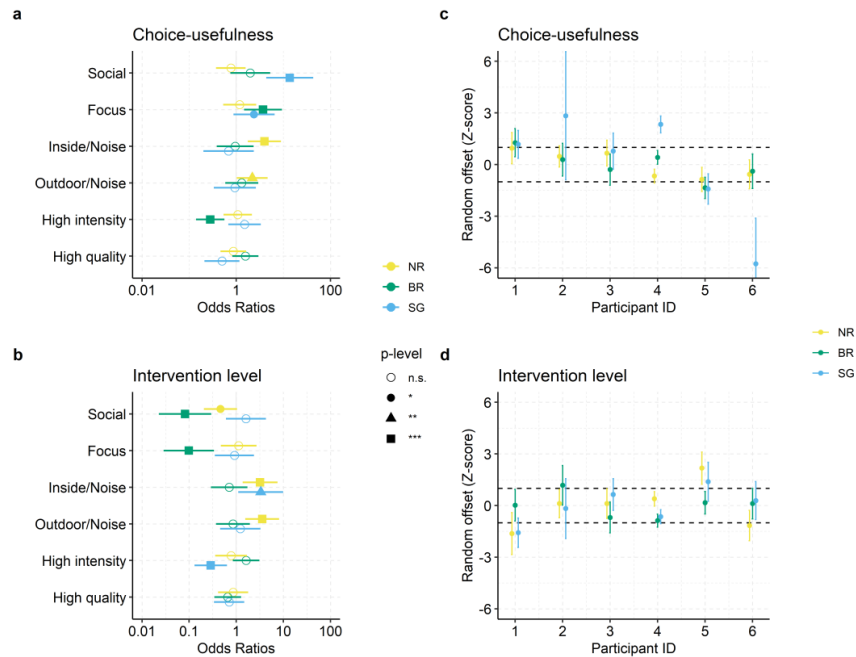 a
Choice-usefulness
Social
Focus
Inside/Noise
Outdoor/Noise
High intensity
High quality
0.01
1
100
Odds Ratios
NR
BR
SG
b
Intervention level
Social
Focus
Inside/Noise
Outdoor/Noise
High intensity
High quality
0.01 0.1 1 10 100
Odds Ratios
p-level
n.s.
*
**
***
c
Choice-usefulness
Random offset (Z-score)
6
3
0
-3
-6
1 2 3 4 5 6
Participant ID
d
Intervention level
Random offset (Z-score)
6
3
0
-3
-6
1 2 3 4 5 6
Participant ID
NR
BR
SG